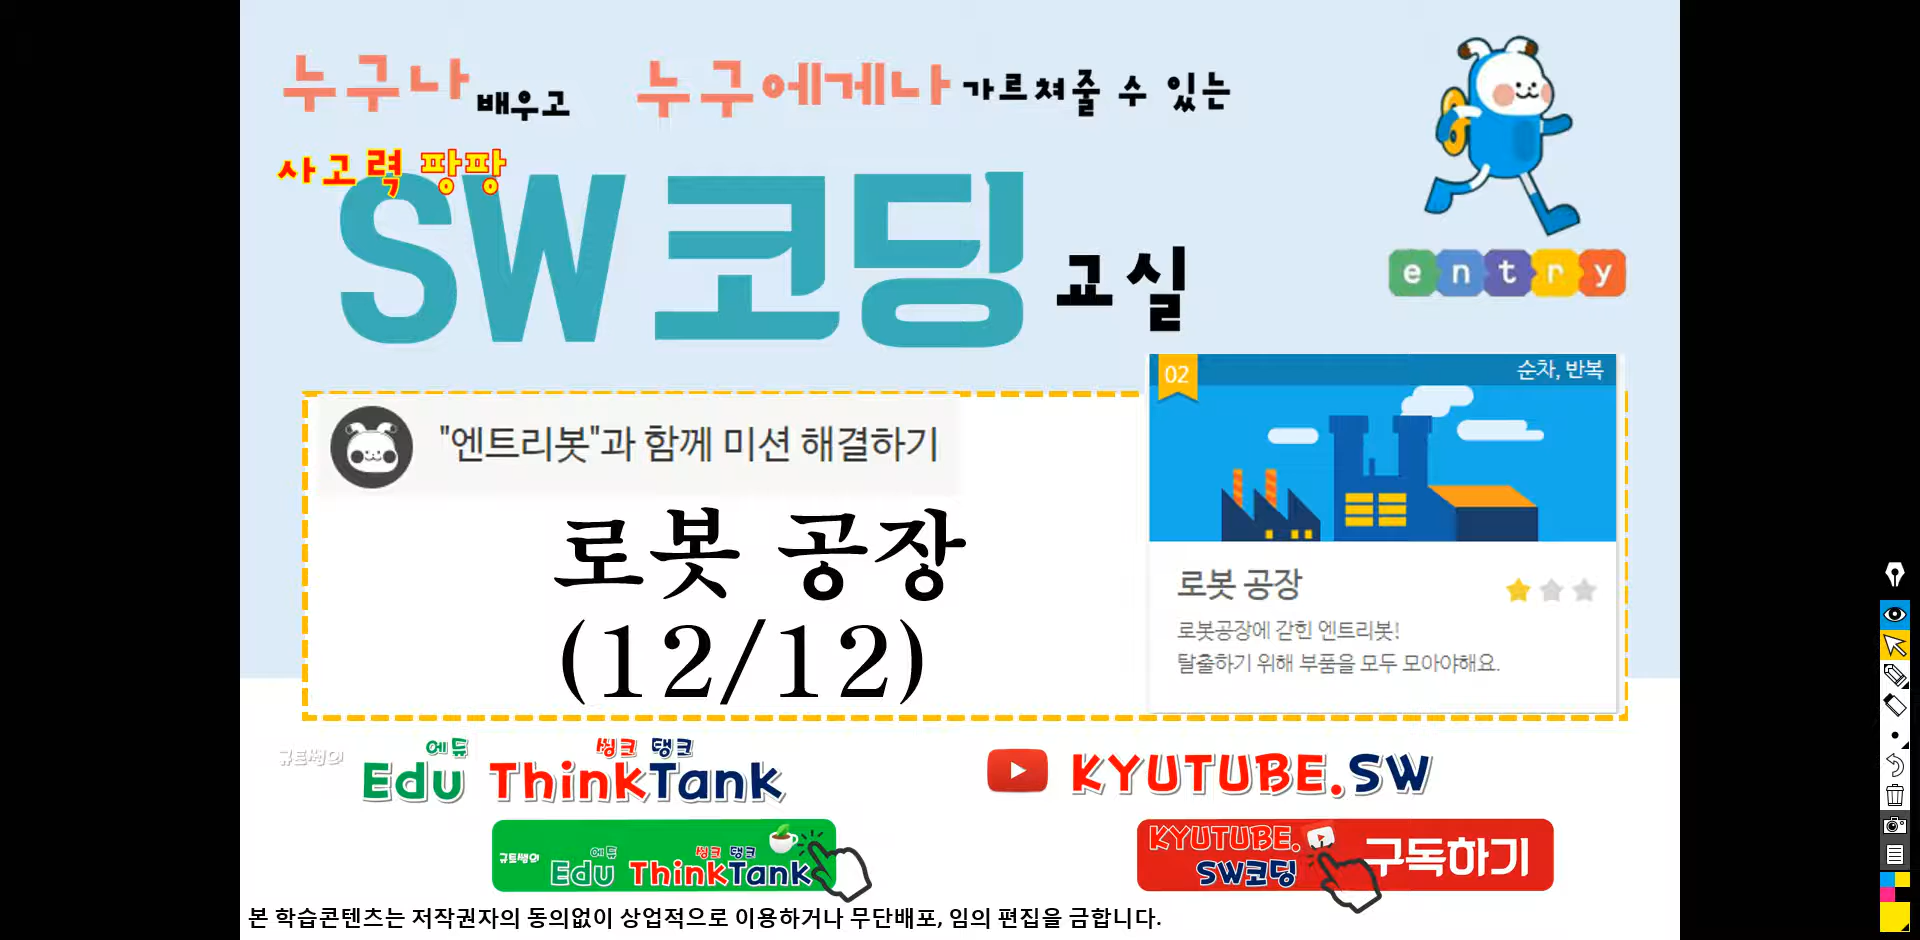 누구나 배우고 누구에게나 가르쳐줄 수 있는
사고력 팡팡
SW코딩 교실
entry
02
순차, 반복
"엔트리봇"과 함께 미션 해결하기
로봇 공장
(12/12)
로봇 공장
로봇공장에 갇힌 엔트리봇!
탈출하기 위해 부품을 모두 모아야해요.
규토쌤의
에듀 씽크 탱크
Edu ThinkTank
KYUTUBE.SW
규토쌤의
에듀 씽크 탱크
Edu ThinkTank
KYUTUBE.
SW코딩
구독하기
본 학습콘텐츠는 저작권자의 동의없이 상업적으로 이용하거나 무단배포, 임의 편집을 금합니다.